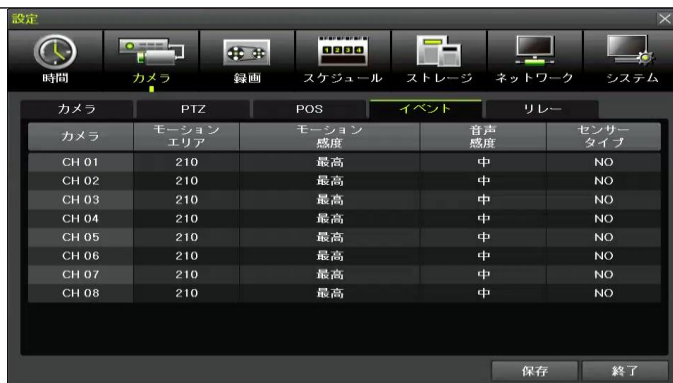 設定
時間 カメラ 録画 スケジュール ストレージ ネットワーク システム
カメラ PTZ POS イベント リレー
カメラ モーション エリア モーション 感度 音声 感度 センサー タイプ
CH 01 210 最高 中 NO
CH 02 210 最高 中 NO
CH 03 210 最高 中 NO
CH 04 210 最高 中 NO
CH 05 210 最高 中 NO
CH 06 210 最高 中 NO
CH 07 210 最高 中 NO
CH 08 210 最高 中 NO
保存 終了